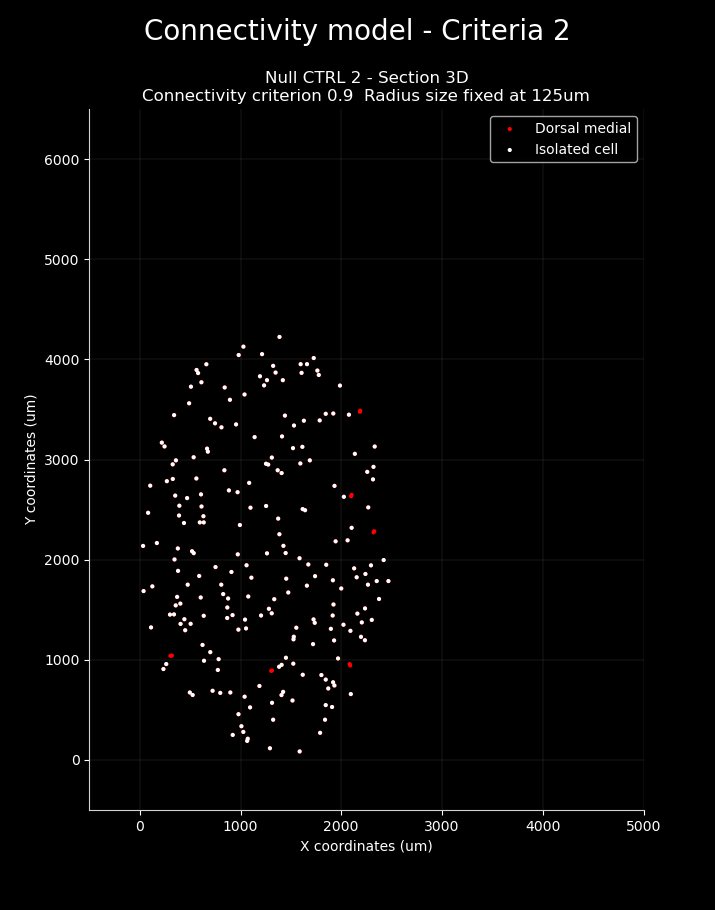 Connectivity model - Criteria 2
Null CTRL 2 - Section 3D
Connectivity criterion 0.9  Radius size fixed at 125um
Dorsal medial
Isolated cell
6000
5000
4000
3000
2000
1000
0
Y coordinates (um)
0 1000 2000 3000 4000 5000
X coordinates (um)